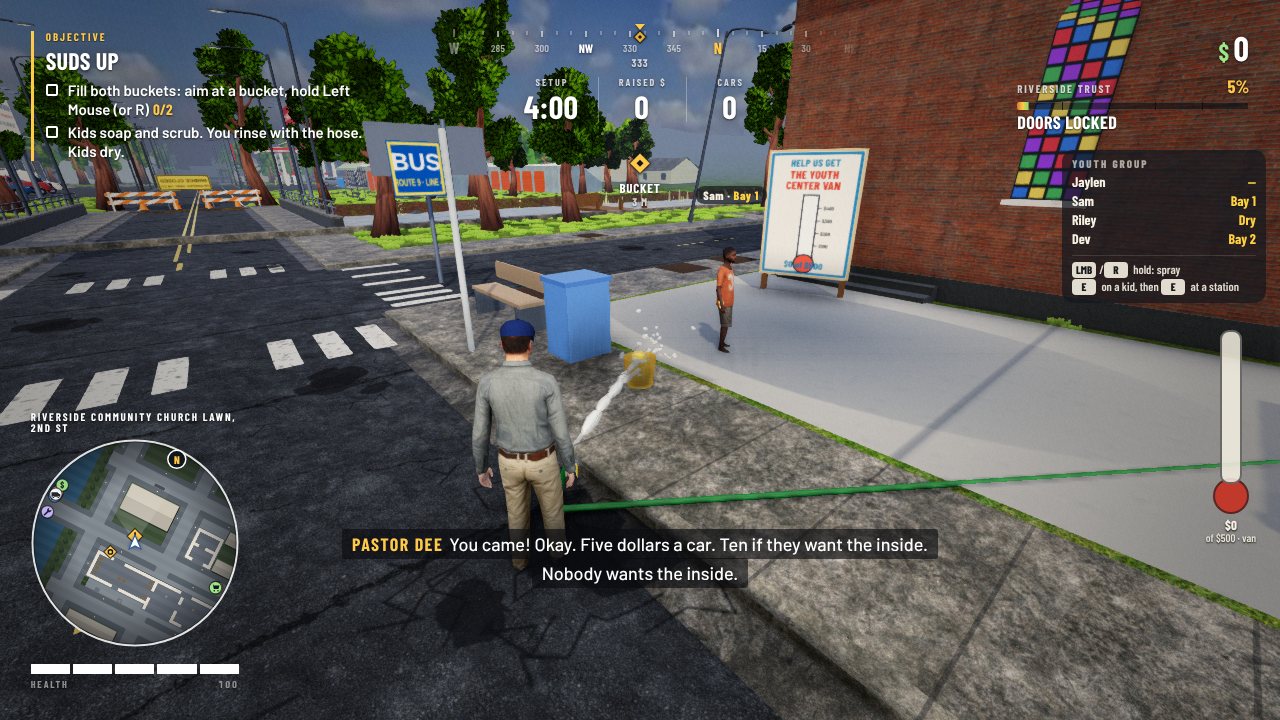 OBJECTIVE
SUDS UP
Fill both buckets: aim at a bucket, hold Left
Mouse (or R) 0/2
Kids soap and scrub. You rinse with the hose.
Kids dry.
W 285 300 NW 330 345 N 15 30
333
SETUP
4:00
RAISED $
0
CARS
0
$ 0
RIVERSIDE TRUST 5%
DOORS LOCKED
YOUTH GROUP
Jaylen –
Sam Bay 1
Riley Dry
Dev Bay 2
LMB / R hold: spray
E on a kid, then E at a station
BUS
ROUTE 9 - LINE
BUCKET
3 M
Sam · Bay 1
HELP US GET
THE YOUTH
CENTER VAN
RIVERSIDE COMMUNITY CHURCH LAWN,
2ND ST
N
$
PASTOR DEE You came! Okay. Five dollars a car. Ten if they want the inside.
Nobody wants the inside.
$0
of $500 · van
HEALTH 100